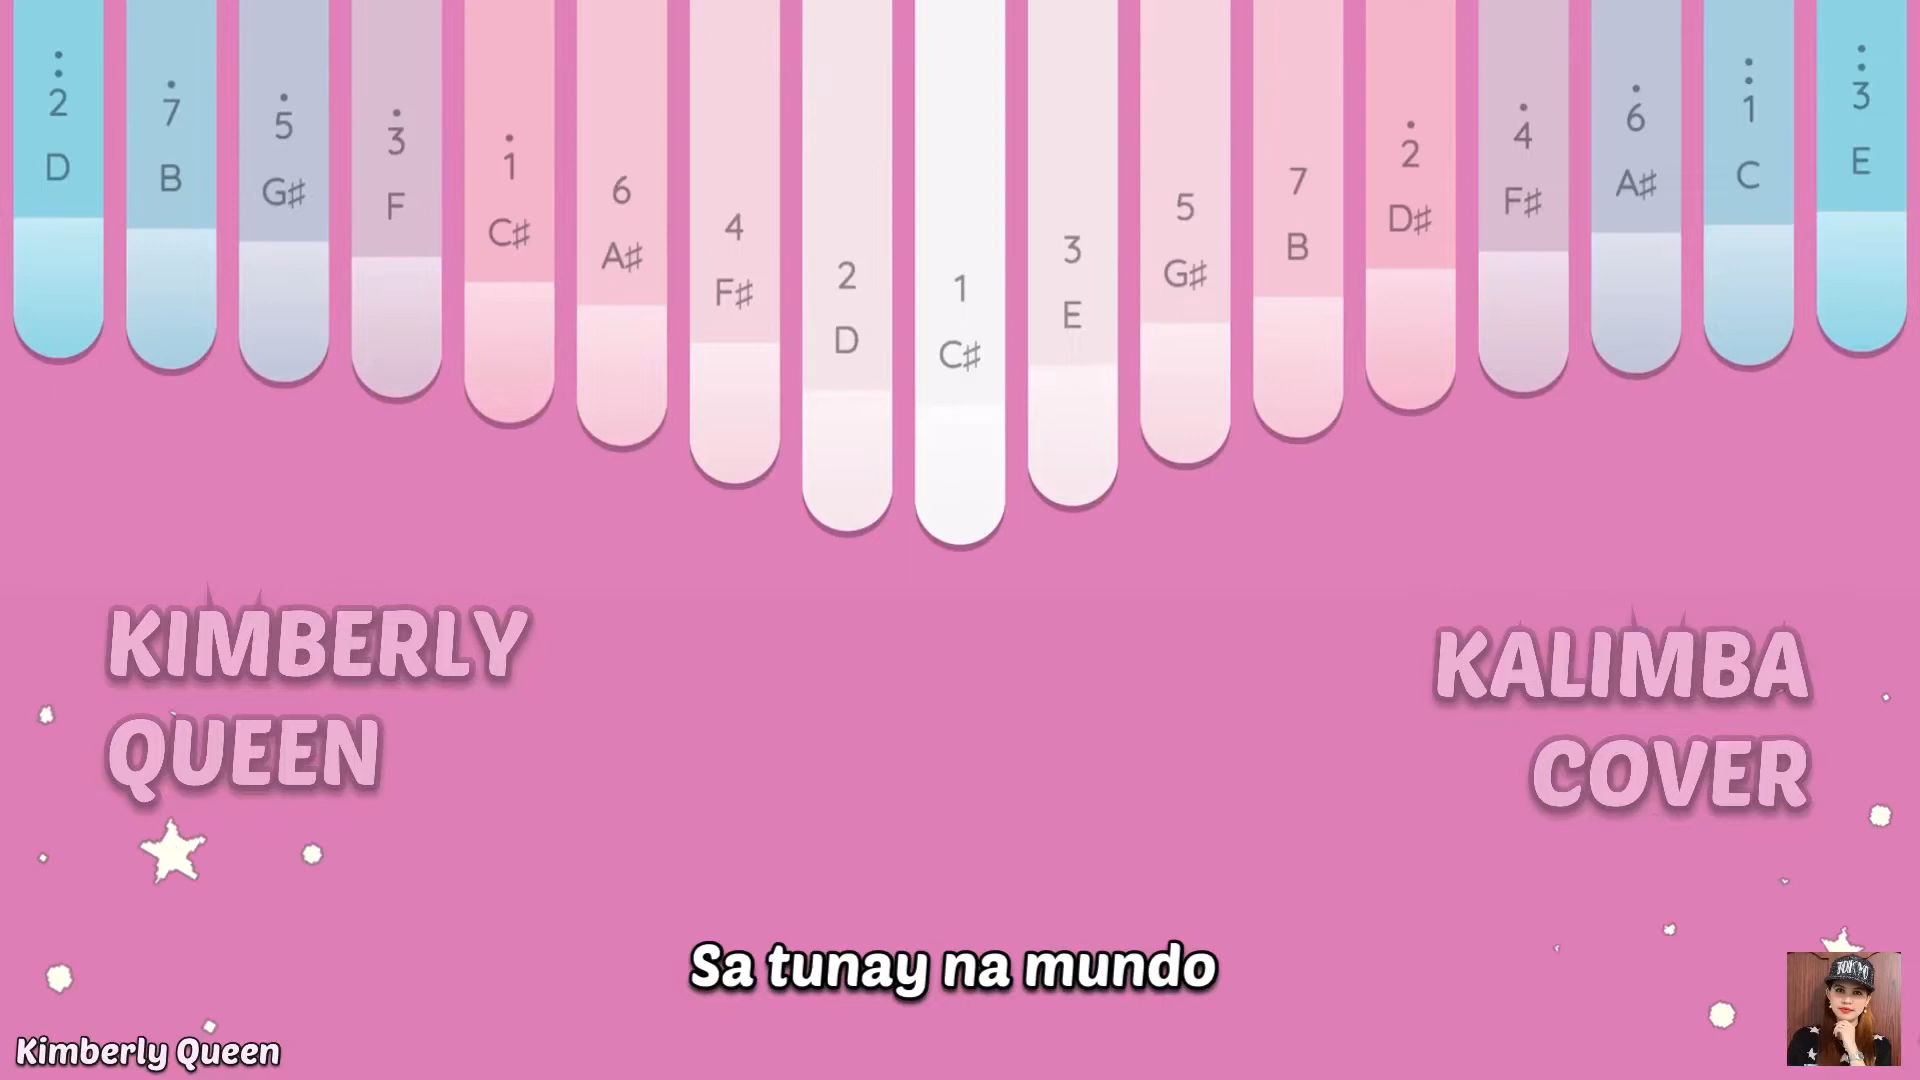 2 7 5 3 1 6 4 2 1 3 5 7 2 4 6 1 3
D B G♯ F C♯ A♯ F♯ D C♯ E G♯ B D♯ F♯ A♯ C E
KIMBERLY
QUEEN
KALIMBA
COVER
Sa tunay na mundo
Kimberly Queen
TOKYO